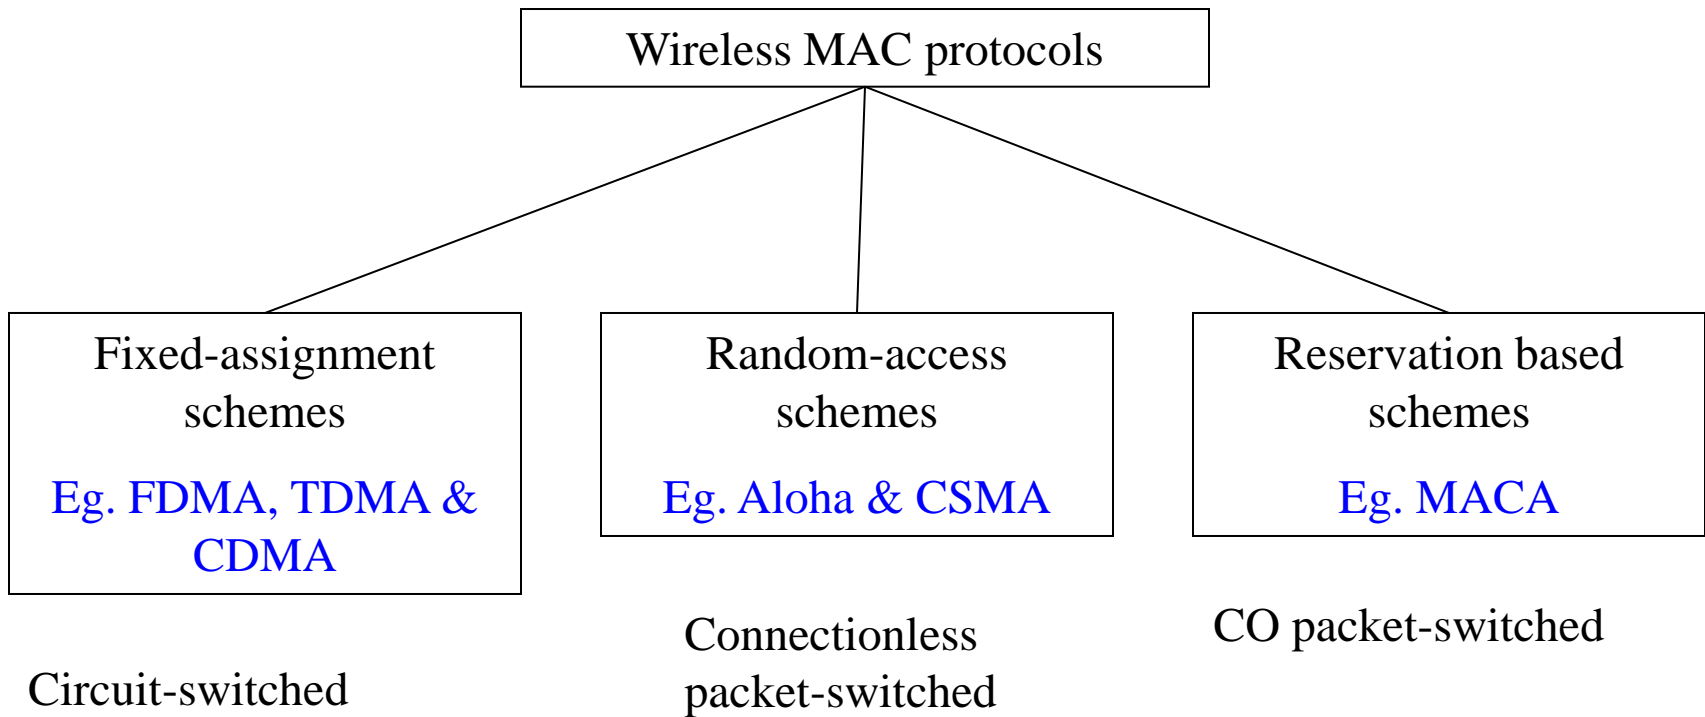 Wireless MAC protocols
Fixed-assignment
schemes
Eg. FDMA, TDMA &
CDMA
Circuit-switched
Random-access
schemes
Eg. Aloha & CSMA
Connectionless
packet-switched
Reservation based
schemes
Eg. MACA
CO packet-switched